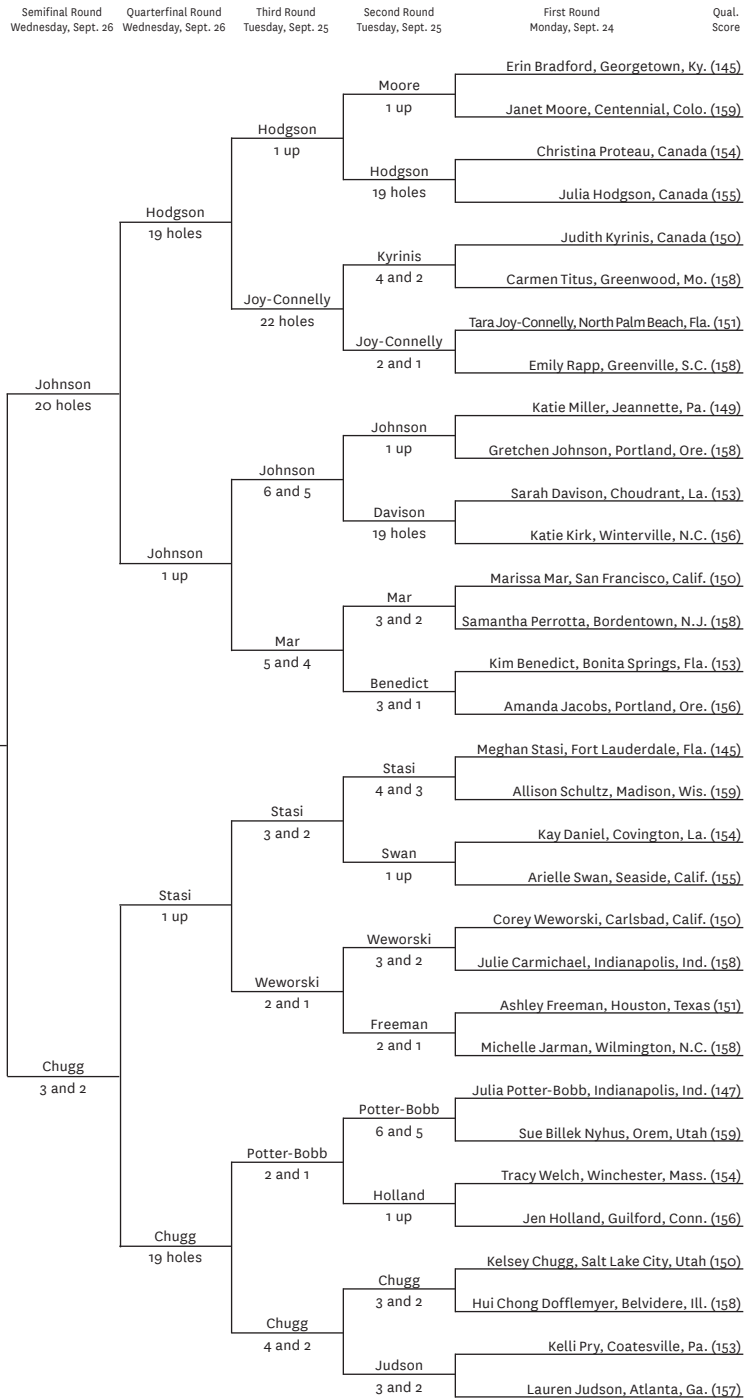 Semifinal Round Quarterfinal Round Third Round Second Round First Round Qual.
Wednesday, Sept. 26 Wednesday, Sept. 26 Tuesday, Sept. 25 Tuesday, Sept. 25 Monday, Sept. 24 Score
Erin Bradford, Georgetown, Ky. (145)
Moore
1 up
Janet Moore, Centennial, Colo. (159)
Hodgson
1 up
Christina Proteau, Canada (154)
Hodgson
19 holes
Julia Hodgson, Canada (155)
Hodgson
19 holes
Judith Kyrinis, Canada (150)
Kyrinis
4 and 2
Carmen Titus, Greenwood, Mo. (158)
Joy-Connelly
22 holes
Tara Joy-Connelly, North Palm Beach, Fla. (151)
Joy-Connelly
2 and 1
Emily Rapp, Greenville, S.C. (158)
Johnson
20 holes
Katie Miller, Jeannette, Pa. (149)
Johnson
1 up
Gretchen Johnson, Portland, Ore. (158)
Johnson
6 and 5
Sarah Davison, Choudrant, La. (153)
Davison
19 holes
Katie Kirk, Winterville, N.C. (156)
Johnson
1 up
Marissa Mar, San Francisco, Calif. (150)
Mar
3 and 2
Samantha Perrotta, Bordentown, N.J. (158)
Mar
5 and 4
Kim Benedict, Bonita Springs, Fla. (153)
Benedict
3 and 1
Amanda Jacobs, Portland, Ore. (156)
Meghan Stasi, Fort Lauderdale, Fla. (145)
Stasi
4 and 3
Allison Schultz, Madison, Wis. (159)
Stasi
3 and 2
Kay Daniel, Covington, La. (154)
Swan
1 up
Arielle Swan, Seaside, Calif. (155)
Stasi
1 up
Corey Weworski, Carlsbad, Calif. (150)
Weworski
3 and 2
Julie Carmichael, Indianapolis, Ind. (158)
Weworski
2 and 1
Ashley Freeman, Houston, Texas (151)
Freeman
2 and 1
Michelle Jarman, Wilmington, N.C. (158)
Chugg
3 and 2
Julia Potter-Bobb, Indianapolis, Ind. (147)
Potter-Bobb
6 and 5
Sue Billek Nyhus, Orem, Utah (159)
Potter-Bobb
2 and 1
Tracy Welch, Winchester, Mass. (154)
Holland
1 up
Jen Holland, Guilford, Conn. (156)
Chugg
19 holes
Kelsey Chugg, Salt Lake City, Utah (150)
Chugg
3 and 2
Hui Chong Dofflemyer, Belvidere, Ill. (158)
Chugg
4 and 2
Kelli Pry, Coatesville, Pa. (153)
Judson
3 and 2
Lauren Judson, Atlanta, Ga. (157)